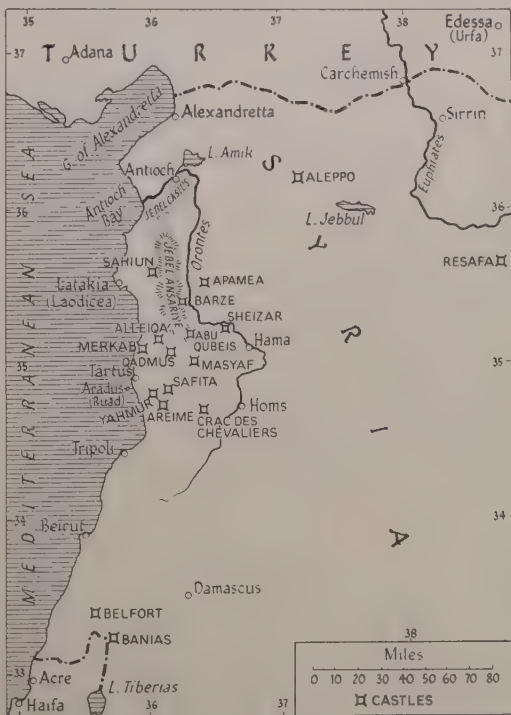 35
36
37
38
Edessa
(Urfa)
37
37
TURKEY
Adana
Carchemish
Alexandretta
G. of Alexandretta
Sirrin
L. Amik
Antioch
S
ALEPPO
Euphrates
Antioch
Bay
JEBEL CASIUS
36
L. Jebbul
36
Y
Orontes
SAHIUN
JEBEL ANSARIYE
RESAFA
Latakia
(Laodicea)
APAMEA
BARZE
SHEIZAR
R
ALLEIQA
ABU
QUBEIS
Hama
MERKAB
35
QADMUS
MASYAF
35
Tartus
SAFITA
Aradus
(Ruad)
YAHMUR
AREIME
Homs
CRAC DES
CHEVALIERS
I
Tripoli
MEDITERRANEAN SEA
34
34
Beirut
A
Damascus
BELFORT
BANIAS
38
Miles
33
Acre
0 10 20 30 40 50 60 70 80
L. Tiberias
CASTLES
Haifa
36
37